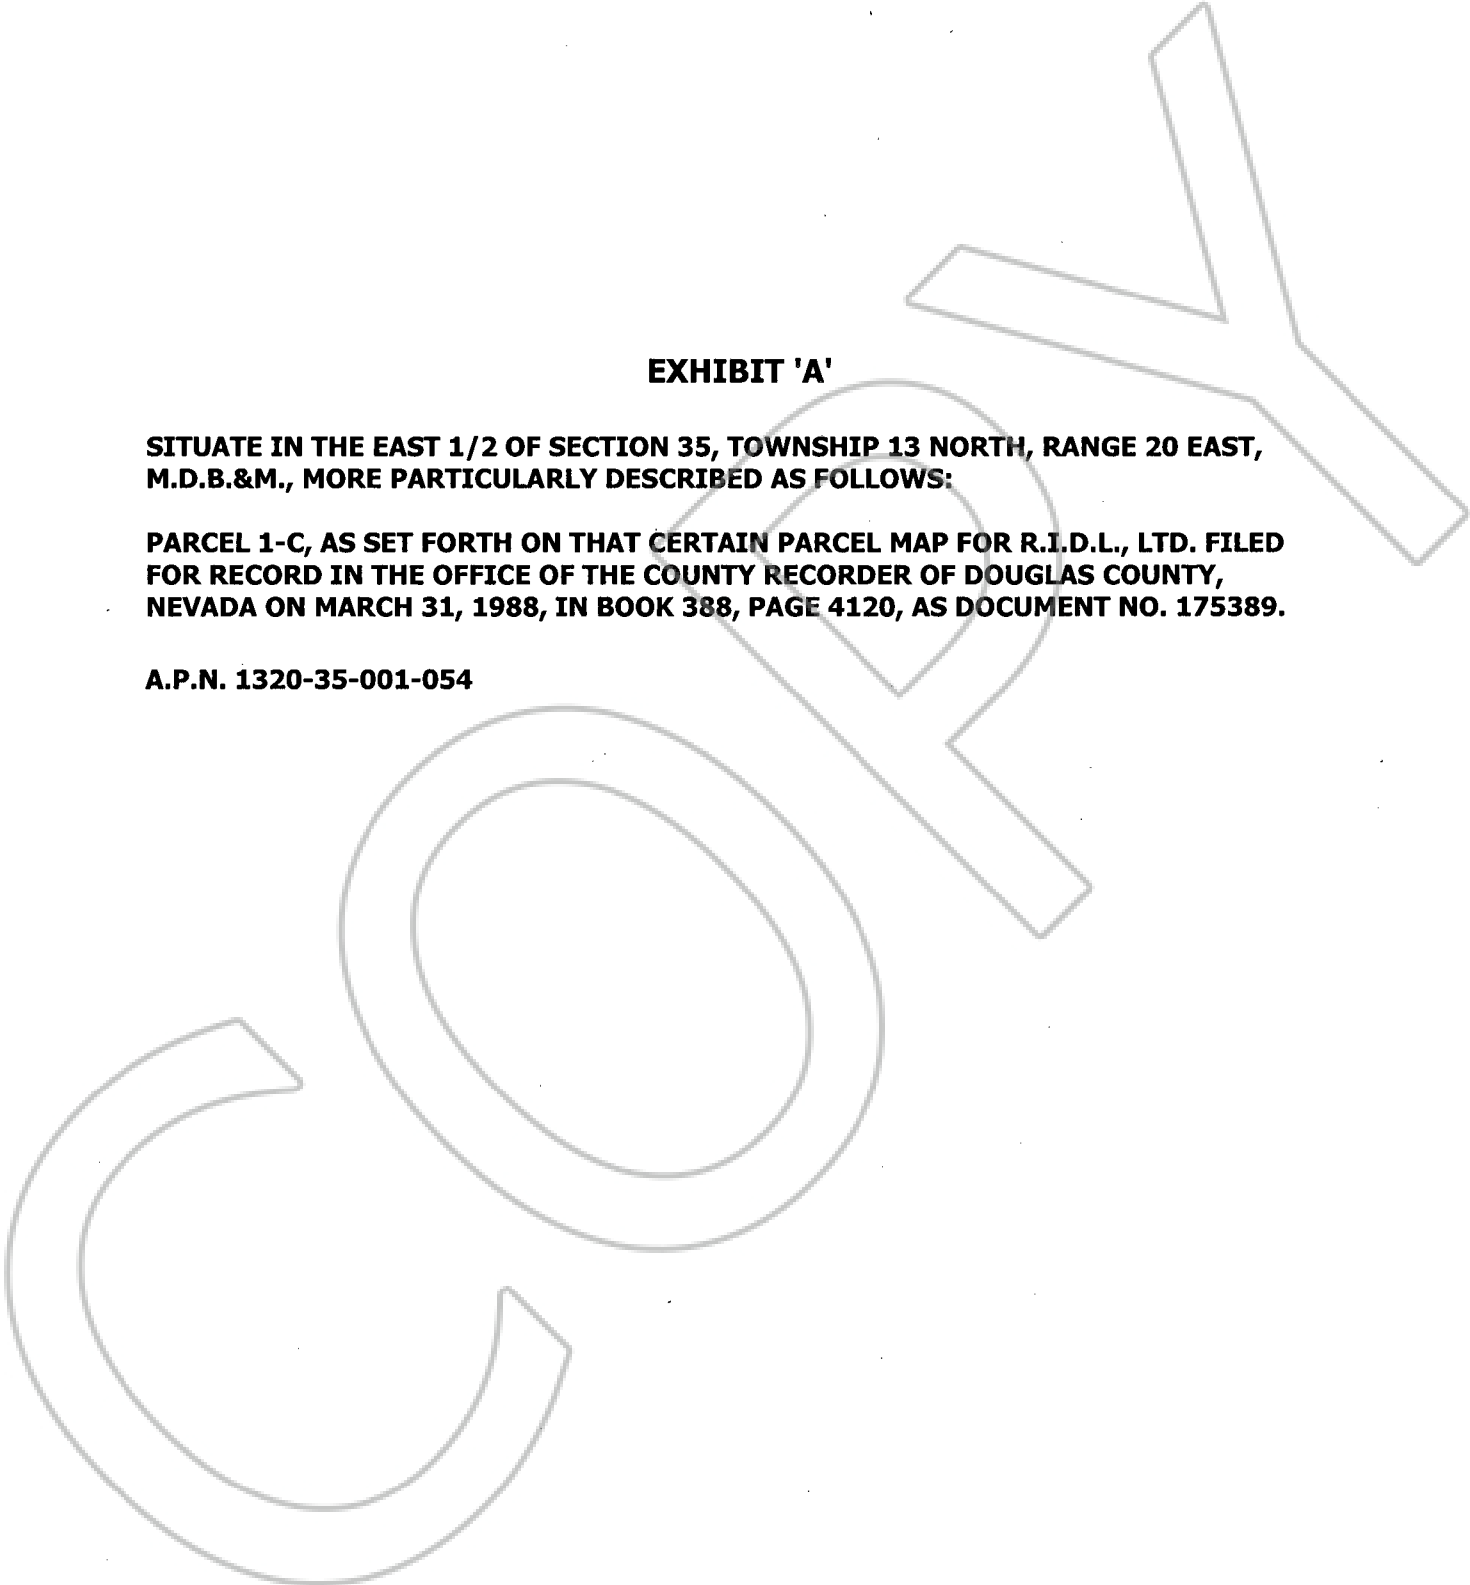 EXHIBIT 'A'
SITUATE IN THE EAST 1/2 OF SECTION 35, TOWNSHIP 13 NORTH, RANGE 20 EAST,
M.D.B.&M., MORE PARTICULARLY DESCRIBED AS FOLLOWS:
PARCEL 1-C, AS SET FORTH ON THAT CERTAIN PARCEL MAP FOR R.I.D.L., LTD. FILED
FOR RECORD IN THE OFFICE OF THE COUNTY RECORDER OF DOUGLAS COUNTY,
NEVADA ON MARCH 31, 1988, IN BOOK 388, PAGE 4120, AS DOCUMENT NO. 175389.
A.P.N. 1320-35-001-054
COPY